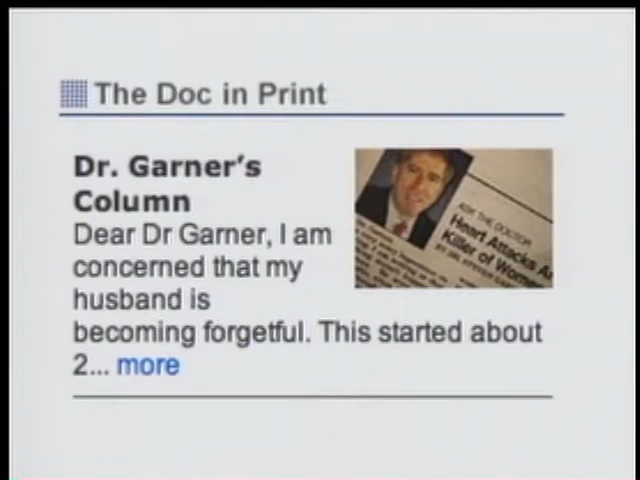 The Doc in Print
Dr. Garner's
Column
Dear Dr Garner, I am
concerned that my
husband is
becoming forgetful. This started about
2... more
ASK THE DOCTOR
Heart Attacks
Killer of